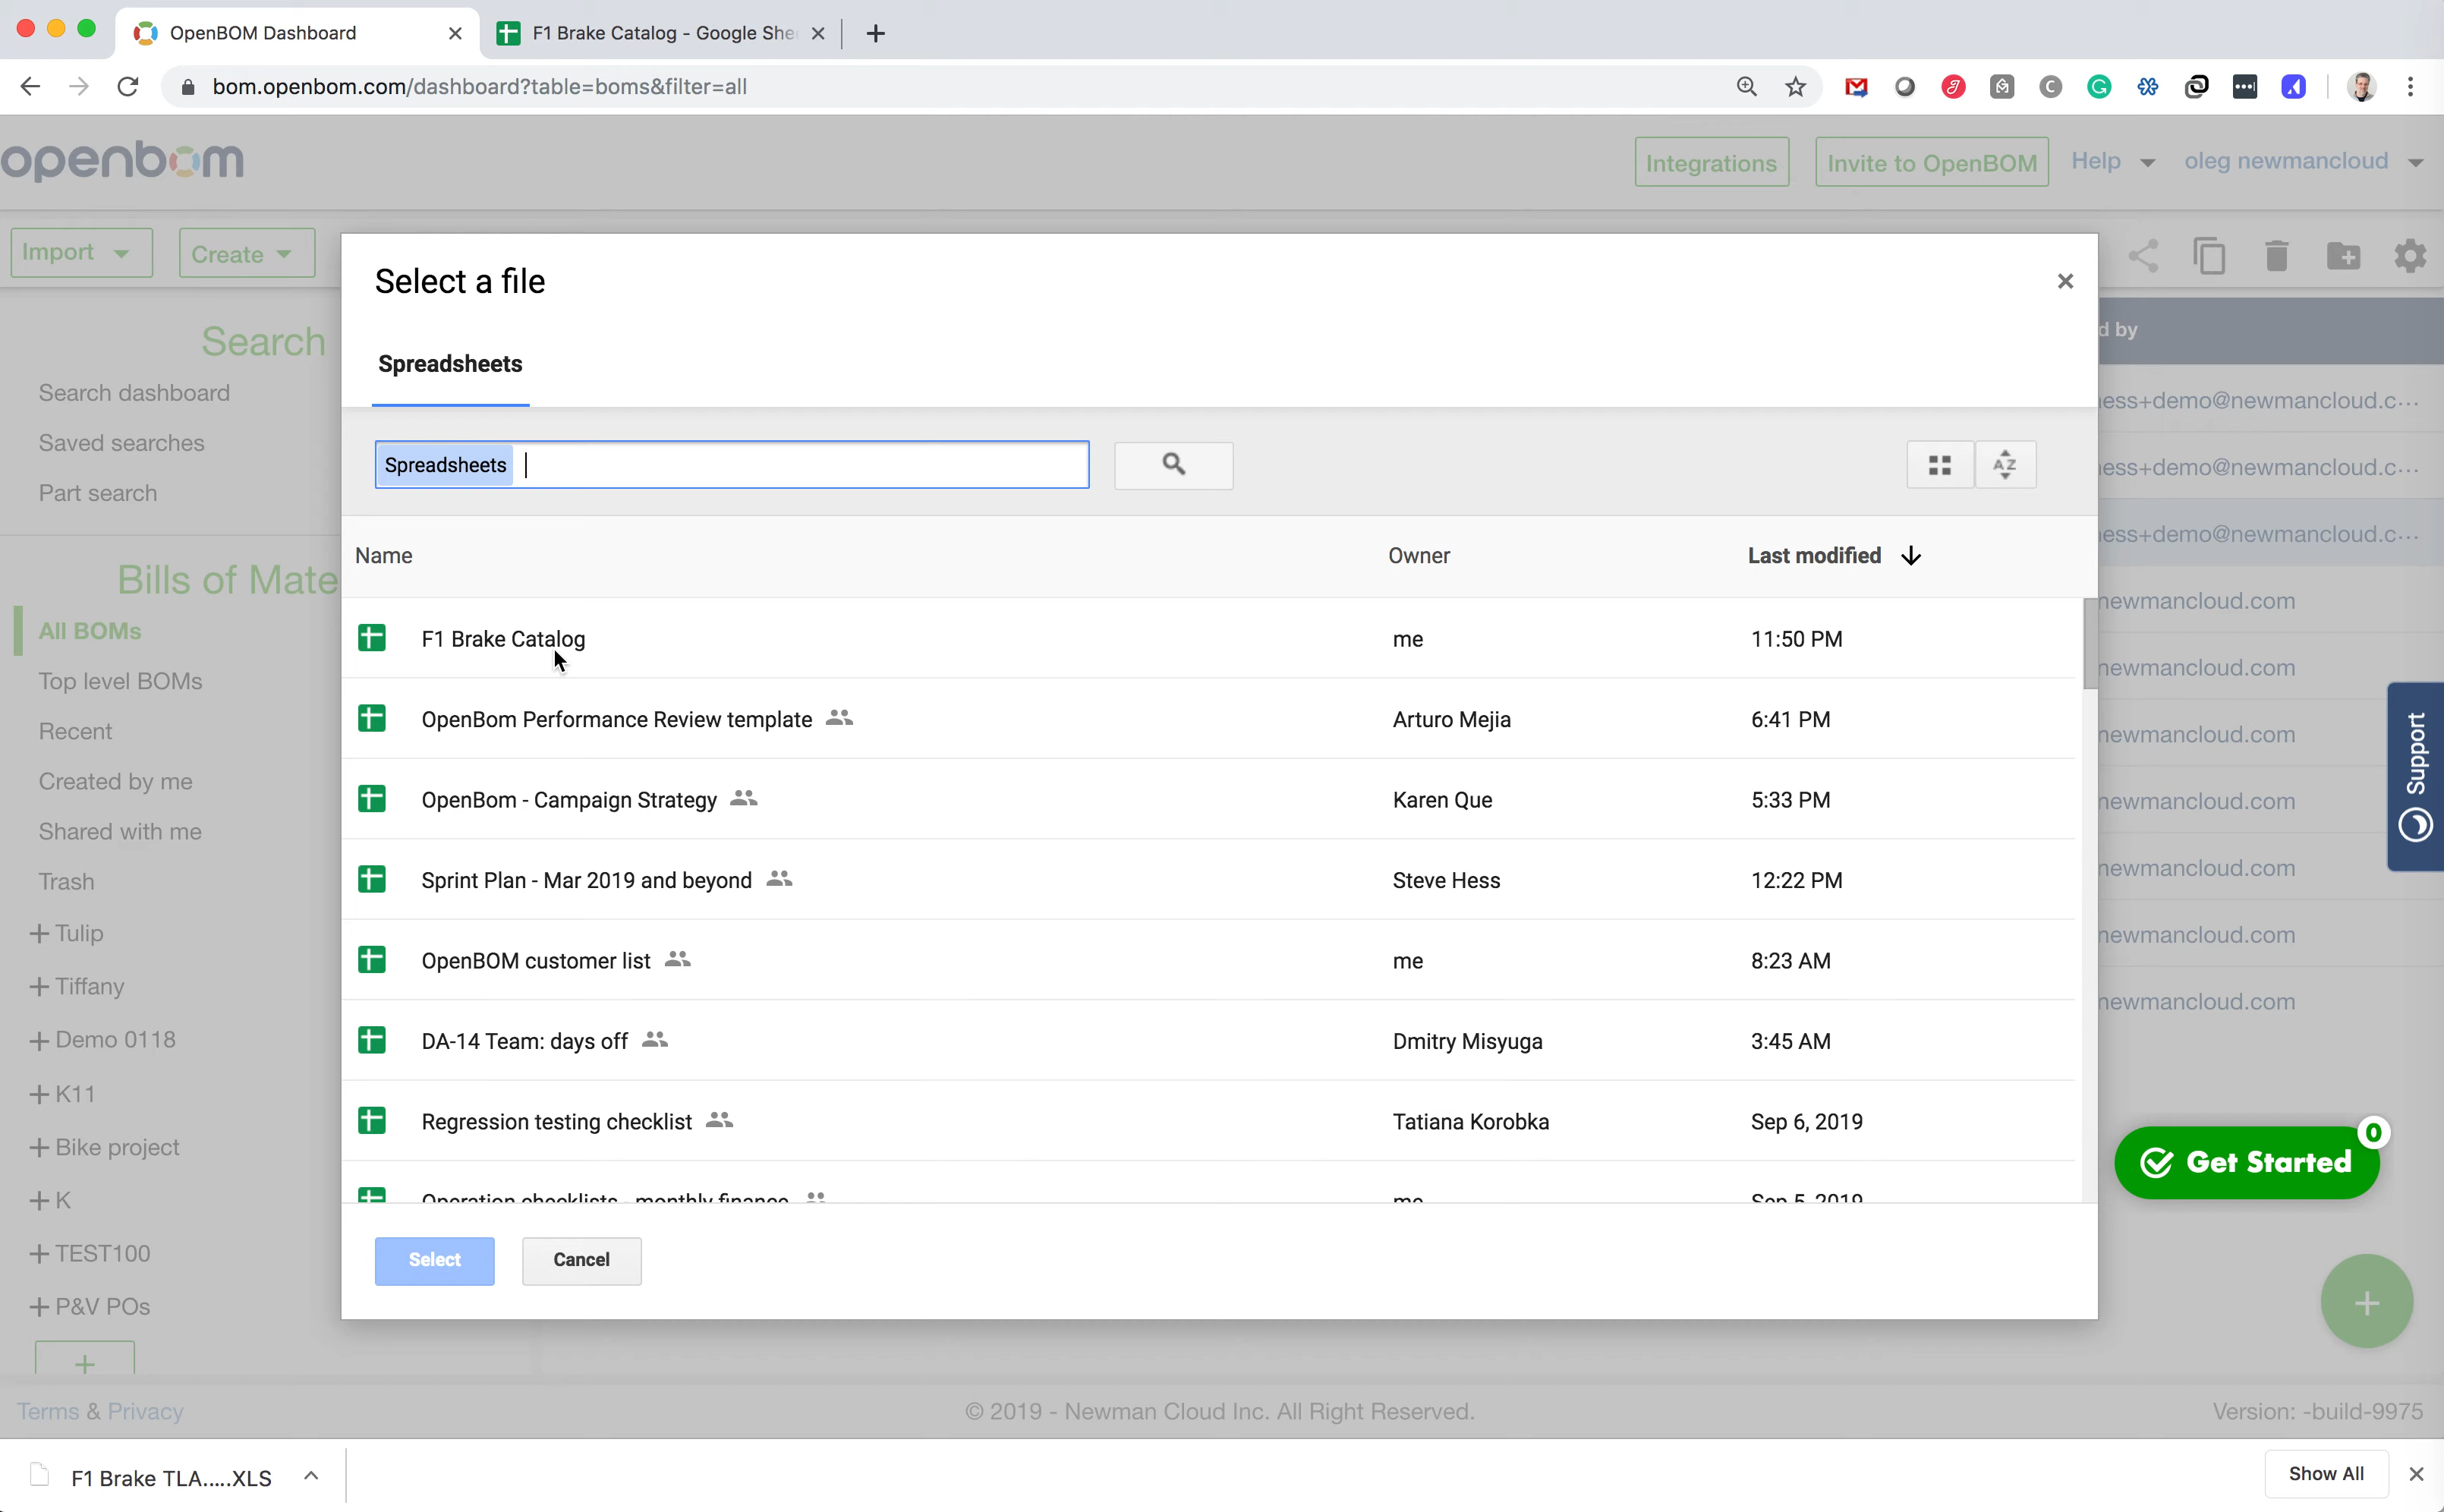 OpenBOM Dashboard
F1 Brake Catalog - Google She
bom.openbom.com/dashboard?table=boms&filter=all
openbom
Integrations
Invite to OpenBOM
Help
oleg newmancloud
Import
Create
Select a file
Search
Search dashboard
Saved searches
Part search
Bills of Mate
All BOMs
Top level BOMs
Recent
Created by me
Shared with me
Trash
+ Tulip
+ Tiffany
+ Demo 0118
+ K11
+ Bike project
+ K
+ TEST100
+ P&V POs
+
Spreadsheets
Spreadsheets
Name Owner Last modified
F1 Brake Catalog me 11:50 PM
OpenBom Performance Review template Arturo Mejia 6:41 PM
OpenBom - Campaign Strategy Karen Que 5:33 PM
Sprint Plan - Mar 2019 and beyond Steve Hess 12:22 PM
OpenBOM customer list me 8:23 AM
DA-14 Team: days off Dmitry Misyuga 3:45 AM
Regression testing checklist Tatiana Korobka Sep 6, 2019
Operation checklists - monthly finance me Sep 5, 2019
Select
Cancel
d by
ess+demo@newmancloud.c...
ess+demo@newmancloud.c...
ess+demo@newmancloud.c...
newmancloud.com
newmancloud.com
newmancloud.com
newmancloud.com
newmancloud.com
newmancloud.com
newmancloud.com
Support
0
Get Started
+
Terms & Privacy
© 2019 - Newman Cloud Inc. All Right Reserved.
Version: -build-9975
F1 Brake TLA.....XLS
Show All